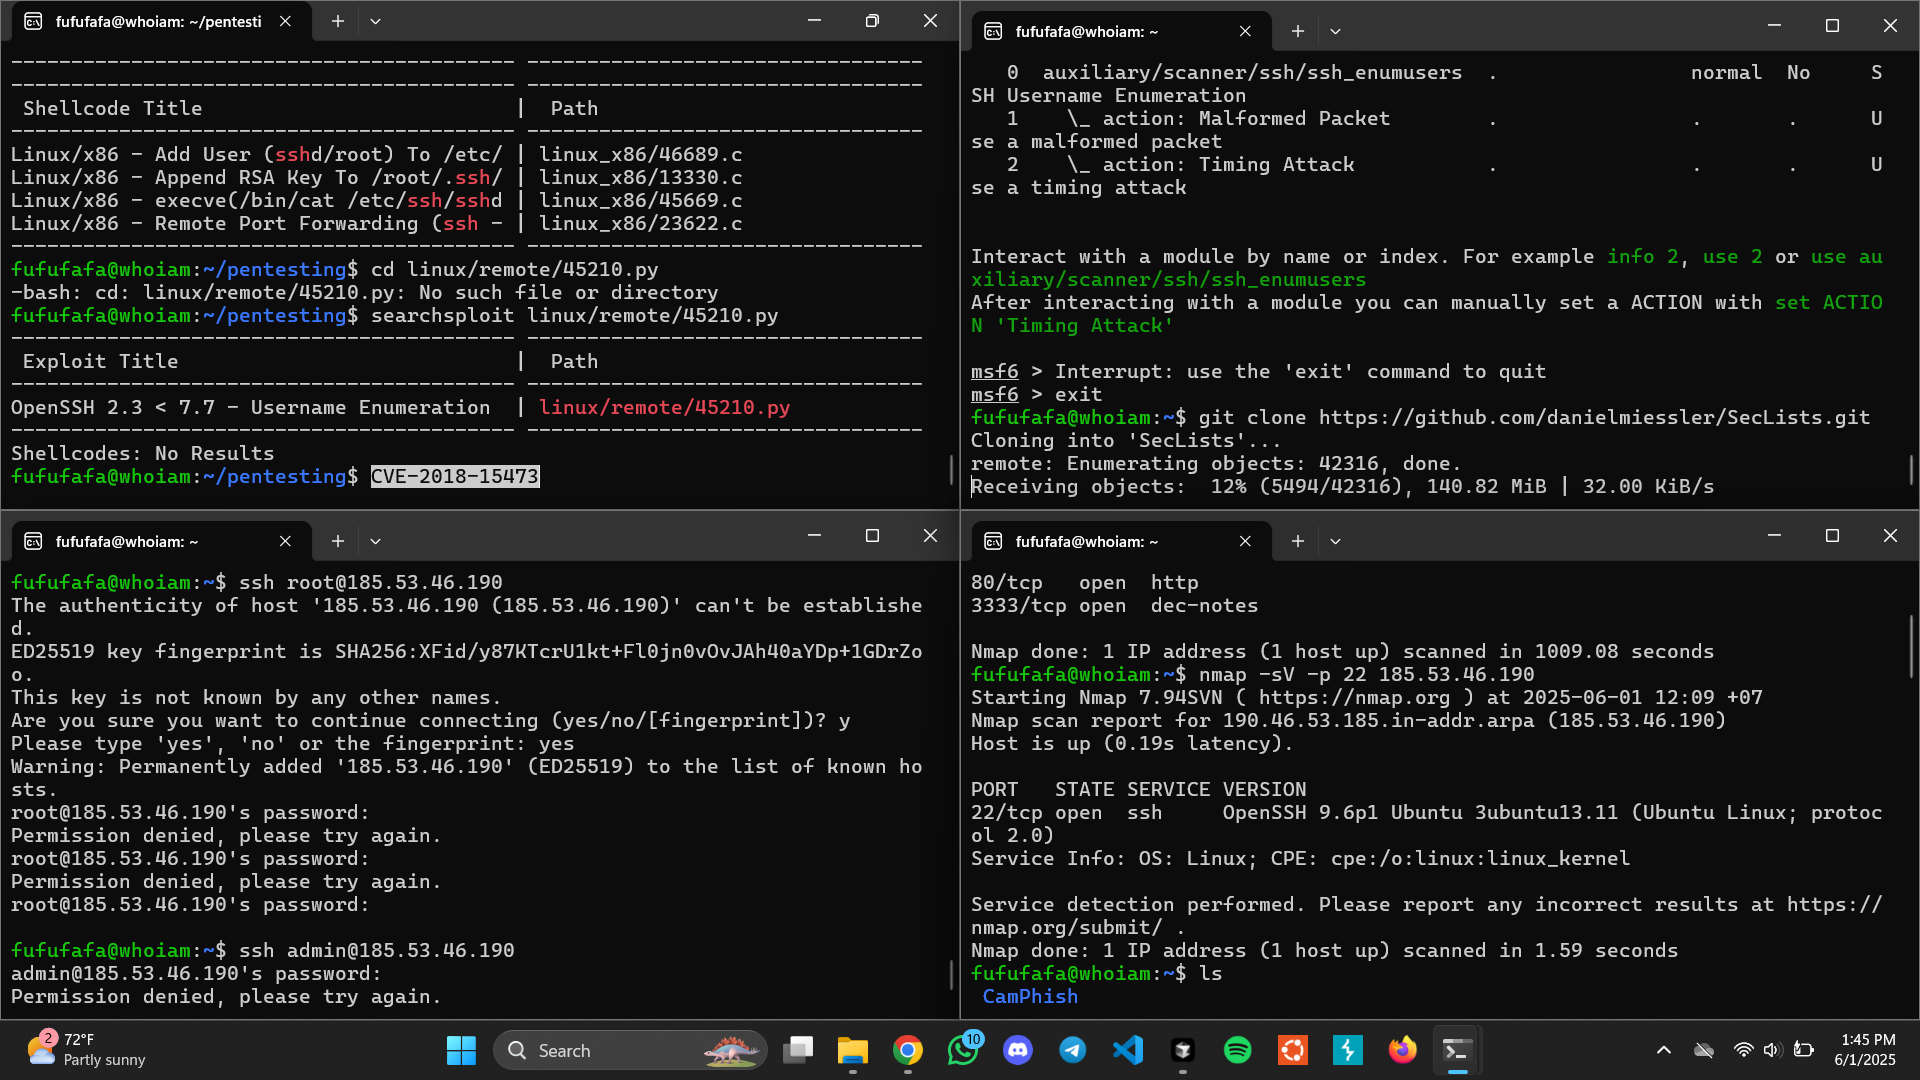 fufufafa@whoiam: ~/pentesti
------------------------------------------ ---------------------------------
------------------------------------------ ---------------------------------
Shellcode Title | Path
------------------------------------------ ---------------------------------
Linux/x86 - Add User (sshd/root) To /etc/ | linux_x86/46689.c
Linux/x86 - Append RSA Key To /root/.ssh/ | linux_x86/13330.c
Linux/x86 - execve(/bin/cat /etc/ssh/sshd | linux_x86/45669.c
Linux/x86 - Remote Port Forwarding (ssh - | linux_x86/23622.c
------------------------------------------ ---------------------------------
fufufafa@whoiam:~/pentesting$ cd linux/remote/45210.py
-bash: cd: linux/remote/45210.py: No such file or directory
fufufafa@whoiam:~/pentesting$ searchsploit linux/remote/45210.py
------------------------------------------ ---------------------------------
Exploit Title | Path
------------------------------------------ ---------------------------------
OpenSSH 2.3 < 7.7 - Username Enumeration | linux/remote/45210.py
------------------------------------------ ---------------------------------
Shellcodes: No Results
fufufafa@whoiam:~/pentesting$ CVE-2018-15473
fufufafa@whoiam: ~
0 auxiliary/scanner/ssh/ssh_enumusers . normal No S
SH Username Enumeration
1 \_ action: Malformed Packet . . . U
se a malformed packet
2 \_ action: Timing Attack . . . U
se a timing attack
Interact with a module by name or index. For example info 2, use 2 or use au
xiliary/scanner/ssh/ssh_enumusers
After interacting with a module you can manually set a ACTION with set ACTIO
N 'Timing Attack'
msf6 > Interrupt: use the 'exit' command to quit
msf6 > exit
fufufafa@whoiam:~$ git clone https://github.com/danielmiessler/SecLists.git
Cloning into 'SecLists'...
remote: Enumerating objects: 42316, done.
Receiving objects: 12% (5494/42316), 140.82 MiB | 32.00 KiB/s
fufufafa@whoiam: ~
fufufafa@whoiam:~$ ssh root@185.53.46.190
The authenticity of host '185.53.46.190 (185.53.46.190)' can't be establishe
d.
ED25519 key fingerprint is SHA256:XFid/y87KTcrU1kt+Fl0jn0vOvJAh40aYDp+1GDrZo
o.
This key is not known by any other names.
Are you sure you want to continue connecting (yes/no/[fingerprint])? y
Please type 'yes', 'no' or the fingerprint: yes
Warning: Permanently added '185.53.46.190' (ED25519) to the list of known ho
sts.
root@185.53.46.190's password:
Permission denied, please try again.
root@185.53.46.190's password:
Permission denied, please try again.
root@185.53.46.190's password:
fufufafa@whoiam:~$ ssh admin@185.53.46.190
admin@185.53.46.190's password:
Permission denied, please try again.
fufufafa@whoiam: ~
80/tcp open http
3333/tcp open dec-notes
Nmap done: 1 IP address (1 host up) scanned in 1009.08 seconds
fufufafa@whoiam:~$ nmap -sV -p 22 185.53.46.190
Starting Nmap 7.94SVN ( https://nmap.org ) at 2025-06-01 12:09 +07
Nmap scan report for 190.46.53.185.in-addr.arpa (185.53.46.190)
Host is up (0.19s latency).
PORT STATE SERVICE VERSION
22/tcp open ssh OpenSSH 9.6p1 Ubuntu 3ubuntu13.11 (Ubuntu Linux; protoc
ol 2.0)
Service Info: OS: Linux; CPE: cpe:/o:linux:linux_kernel
Service detection performed. Please report any incorrect results at https://
nmap.org/submit/ .
Nmap done: 1 IP address (1 host up) scanned in 1.59 seconds
fufufafa@whoiam:~$ ls
CamPhish
2
72°F
Partly sunny
Search
10
1:45 PM
6/1/2025